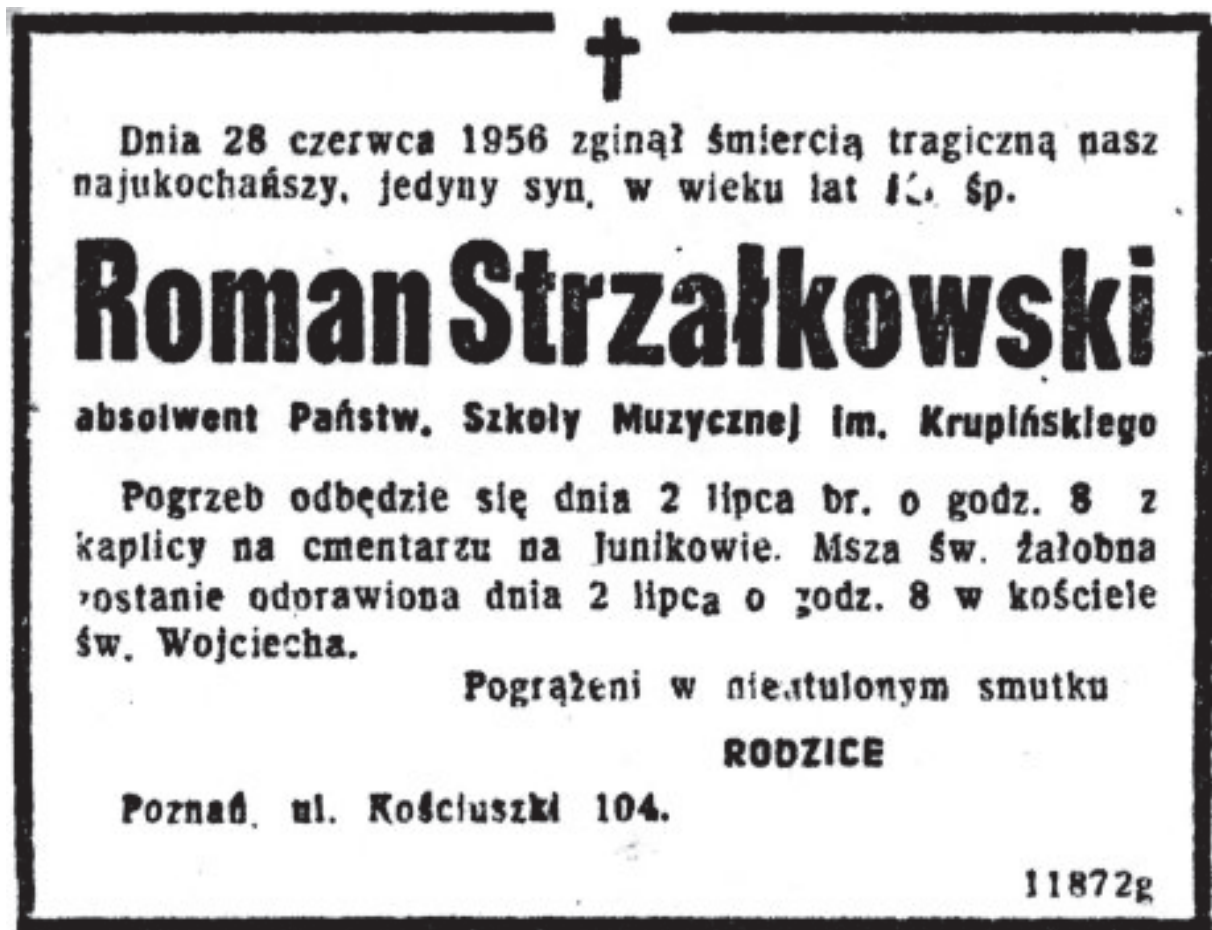 Dnia 28 czerwca 1956 zginął śmiercią tragiczną nasz
najukochańszy, jedyny syn, w wieku lat śp.
Roman Strzałkowski
absolwent Państw. Szkoły Muzycznej im. Krupińskiego
Pogrzeb odbędzie się dnia 2 lipca br. o godz. 8 z
kaplicy na cmentarzu na Junikowie. Msza św. żałobna
zostanie odorawiona dnia 2 lipca o godz. 8 w kościele
św. Wojciecha.
Pogrążeni w nieutulonym smutku
RODZICE
Poznań, ul. Kościuszki 104.
11872g